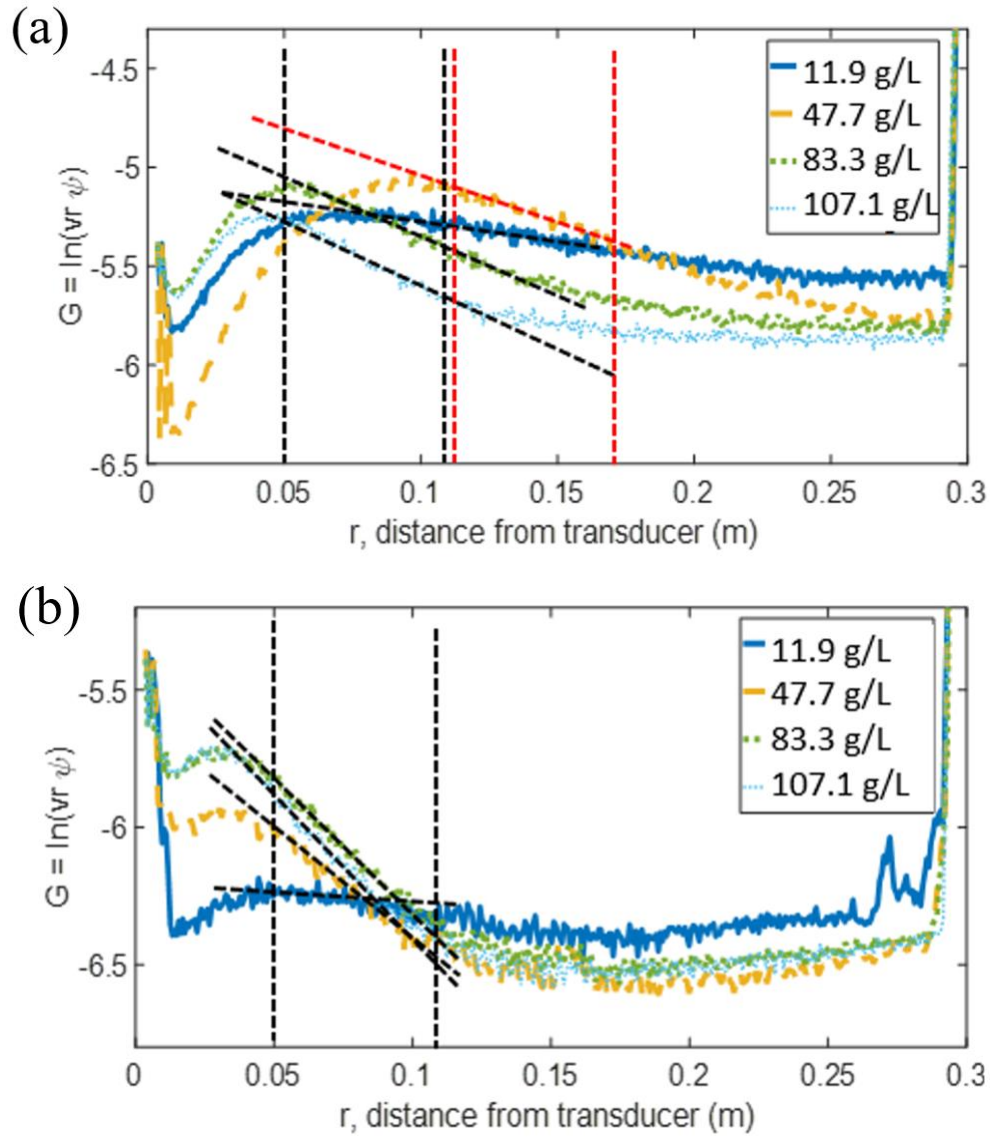 (a)
-4.5
-5
-5.5
-6
-6.5
G = ln(vr ψ)
11.9 g/L
47.7 g/L
83.3 g/L
107.1 g/L
0 0.05 0.1 0.15 0.2 0.25 0.3
r, distance from transducer (m)
(b)
-5.5
-6
-6.5
G = ln(vr ψ)
11.9 g/L
47.7 g/L
83.3 g/L
107.1 g/L
0 0.05 0.1 0.15 0.2 0.25 0.3
r, distance from transducer (m)